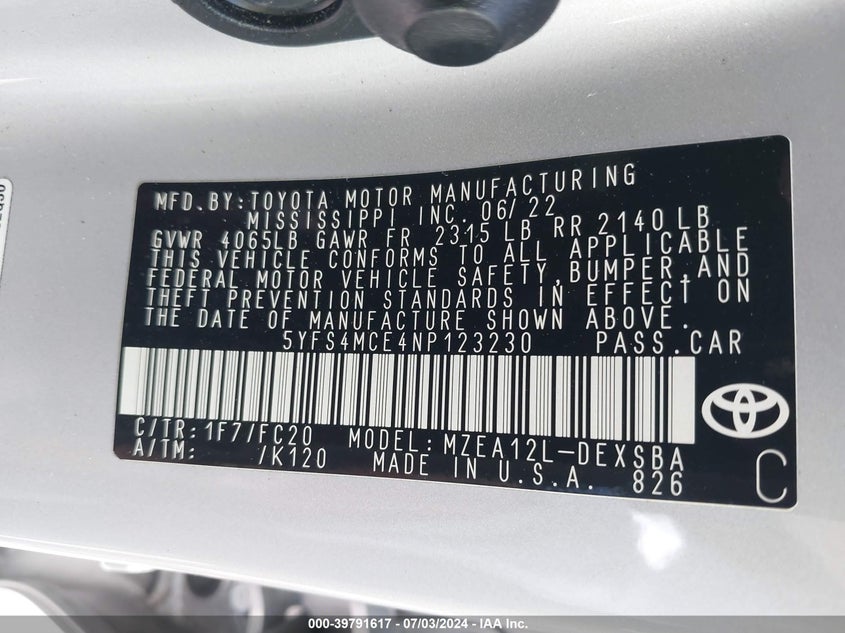 MFD. BY: TOYOTA MOTOR MANUFACTURING
MISSISSIPPI INC. 06/22
GVWR 4065LB GAWR FR 2315 LB RR 2140 LB
THIS VEHICLE CONFORMS TO ALL APPLICABLE
FEDERAL MOTOR VEHICLE SAFETY, BUMPER, AND
THEFT PREVENTION STANDARDS IN EFFECT ON
THE DATE OF MANUFACTURE SHOWN ABOVE.
5YFS4MCE4NP123230 PASS. CAR
C/TR: 1F7/FC20 MODEL: MZEA12L-DEXSBA
A/TM: /K120 MADE IN U.S.A. 826
C
000-39791617 - 07/03/2024 - IAA Inc.